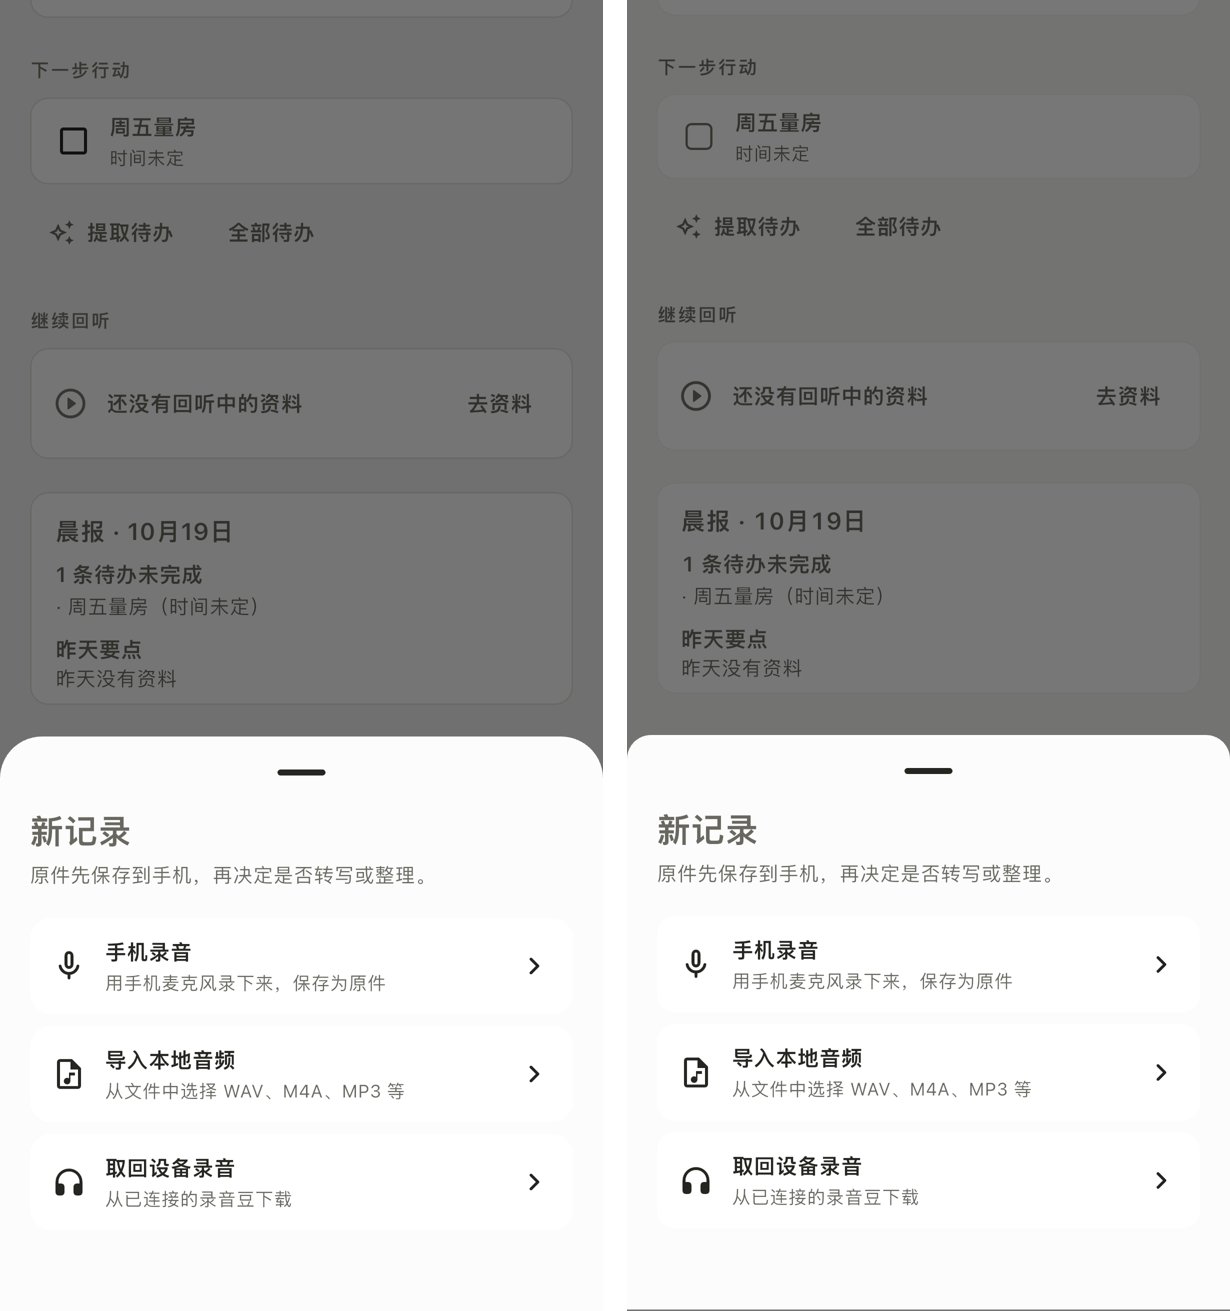 下一步行动
周五量房
时间未定
提取待办 全部待办
继续回听
还没有回听中的资料 去资料
晨报 · 10月19日
1 条待办未完成
· 周五量房（时间未定）
昨天要点
昨天没有资料
新记录
原件先保存到手机，再决定是否转写或整理。
手机录音
用手机麦克风录下来，保存为原件
导入本地音频
从文件中选择 WAV、M4A、MP3 等
取回设备录音
从已连接的录音豆下载
下一步行动
周五量房
时间未定
提取待办 全部待办
继续回听
还没有回听中的资料 去资料
晨报 · 10月19日
1 条待办未完成
· 周五量房（时间未定）
昨天要点
昨天没有资料
新记录
原件先保存到手机，再决定是否转写或整理。
手机录音
用手机麦克风录下来，保存为原件
导入本地音频
从文件中选择 WAV、M4A、MP3 等
取回设备录音
从已连接的录音豆下载